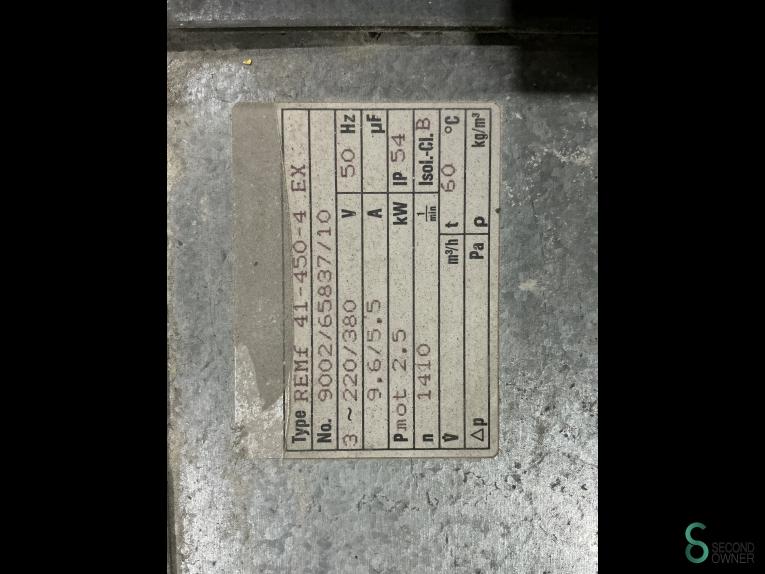 Type REMf 41-450-4 EX
No. 9002/65837/10
3 ~ 220/380 V 50 Hz
9.6/5.5 A µF
Pmot 2.5 kW IP 54
n 1410 1/min Isol.-Cl. B
V̇ m³/h t 60 °C
△p Pa ρ kg/m³
SECOND
OWNER